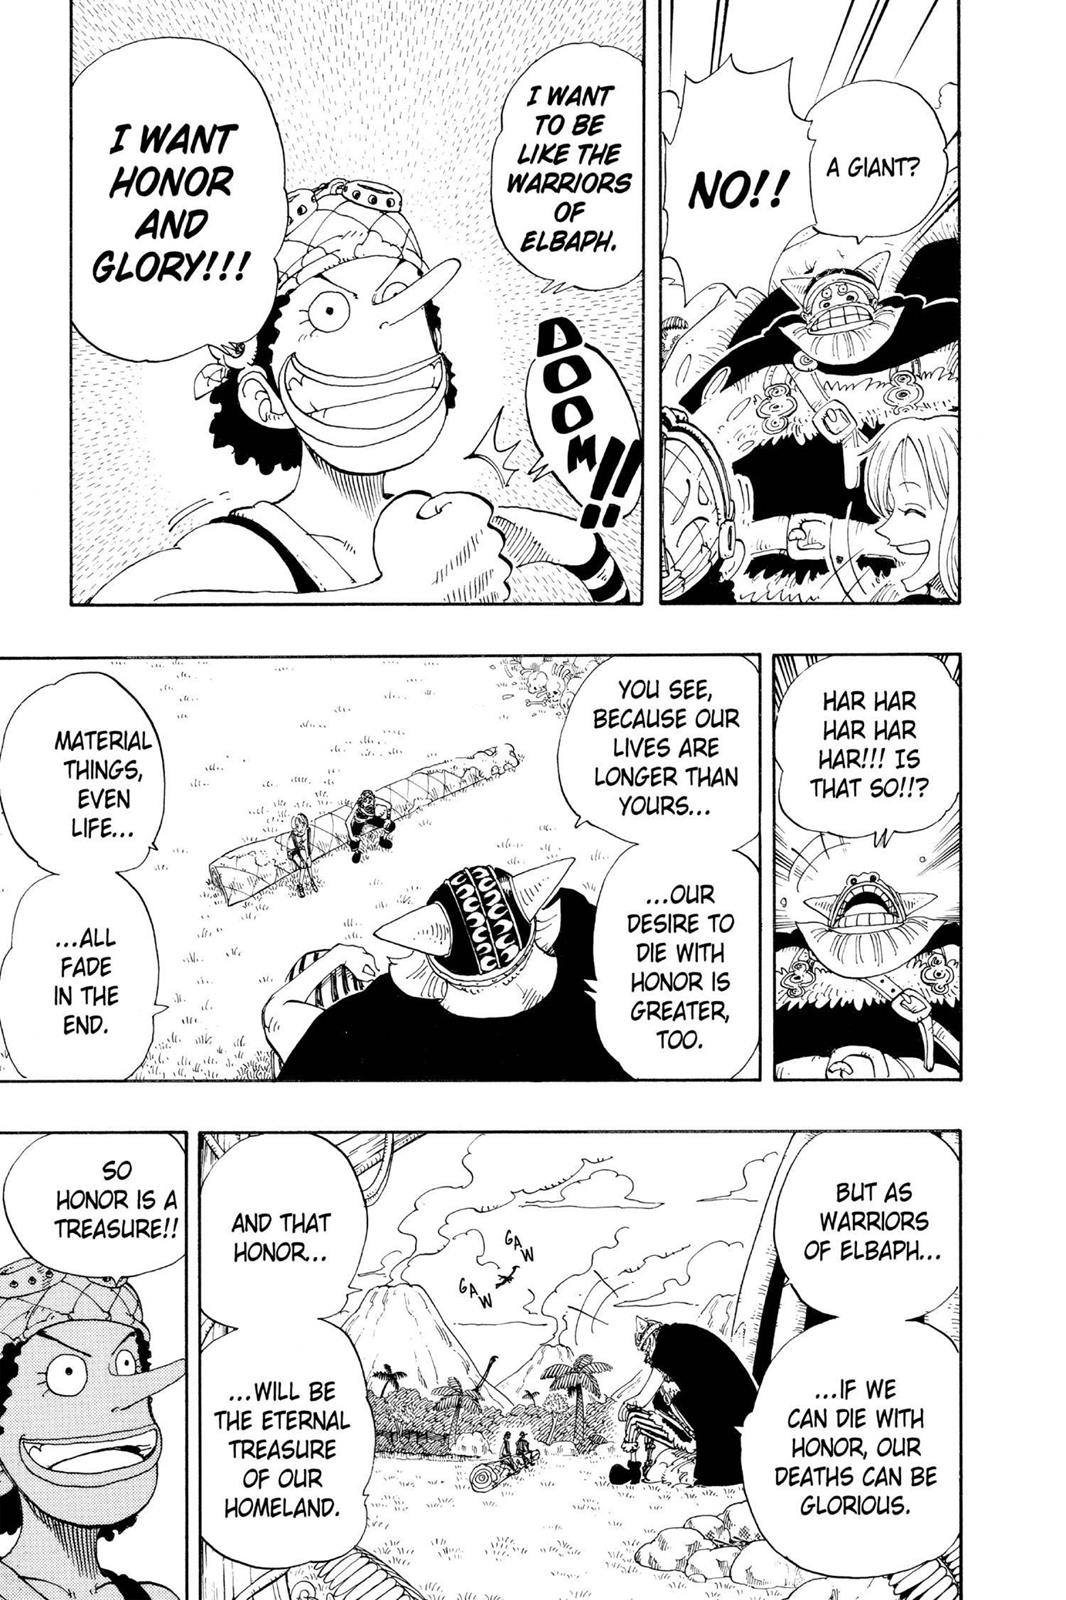 A GIANT?
NO!!
I WANT
TO BE
LIKE THE
WARRIORS
OF
ELBAPH.
DOOM!!
I WANT
HONOR
AND
GLORY!!!
HAR HAR
HAR HAR
HAR!!! IS
THAT SO!!?
YOU SEE,
BECAUSE OUR
LIVES ARE
LONGER THAN
YOURS...
...OUR
DESIRE TO
DIE WITH
HONOR IS
GREATER,
TOO.
MATERIAL
THINGS,
EVEN
LIFE...
...ALL
FADE
IN THE
END.
BUT AS
WARRIORS
OF ELBAPH...
...IF WE
CAN DIE WITH
HONOR, OUR
DEATHS CAN BE
GLORIOUS.
GAW
GAW
AND THAT
HONOR...
...WILL BE
THE ETERNAL
TREASURE
OF OUR
HOMELAND.
SO
HONOR IS A
TREASURE!!